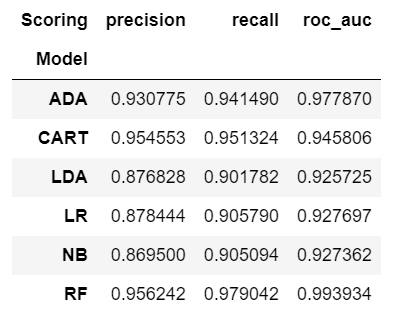 Scoring precision recall roc_auc
Model
ADA 0.930775 0.941490 0.977870
CART 0.954553 0.951324 0.945806
LDA 0.876828 0.901782 0.925725
LR 0.878444 0.905790 0.927697
NB 0.869500 0.905094 0.927362
RF 0.956242 0.979042 0.993934